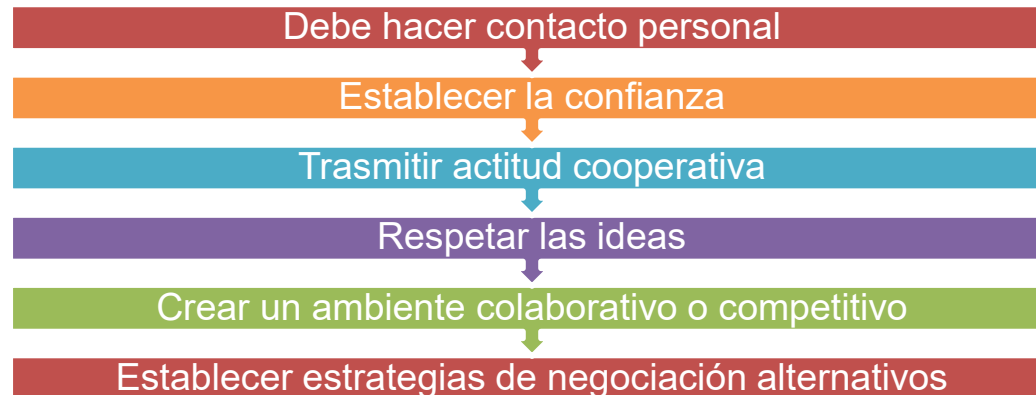 Debe hacer contacto personal
Establecer la confianza
Trasmitir actitud cooperativa
Respetar las ideas
Crear un ambiente colaborativo o competitivo
Establecer estrategias de negociación alternativos